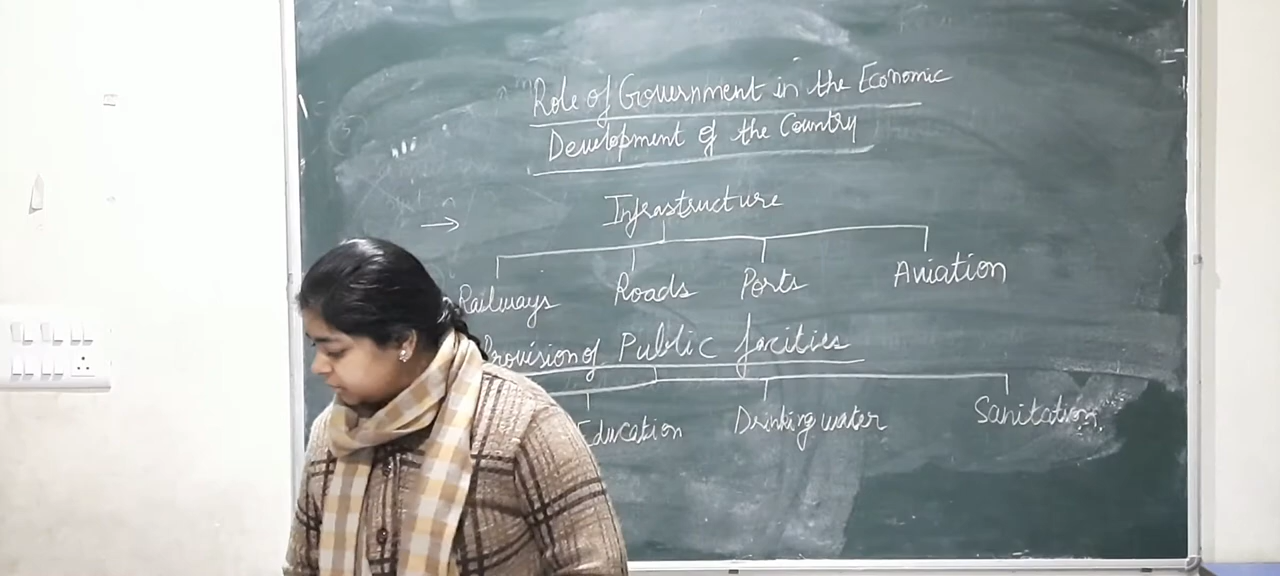 Role of Government in the Economic
Development of the Country
→ Infrastructure
Railways Roads Ports Aviation
Provision of Public facities
Education Drinking water Sanitation